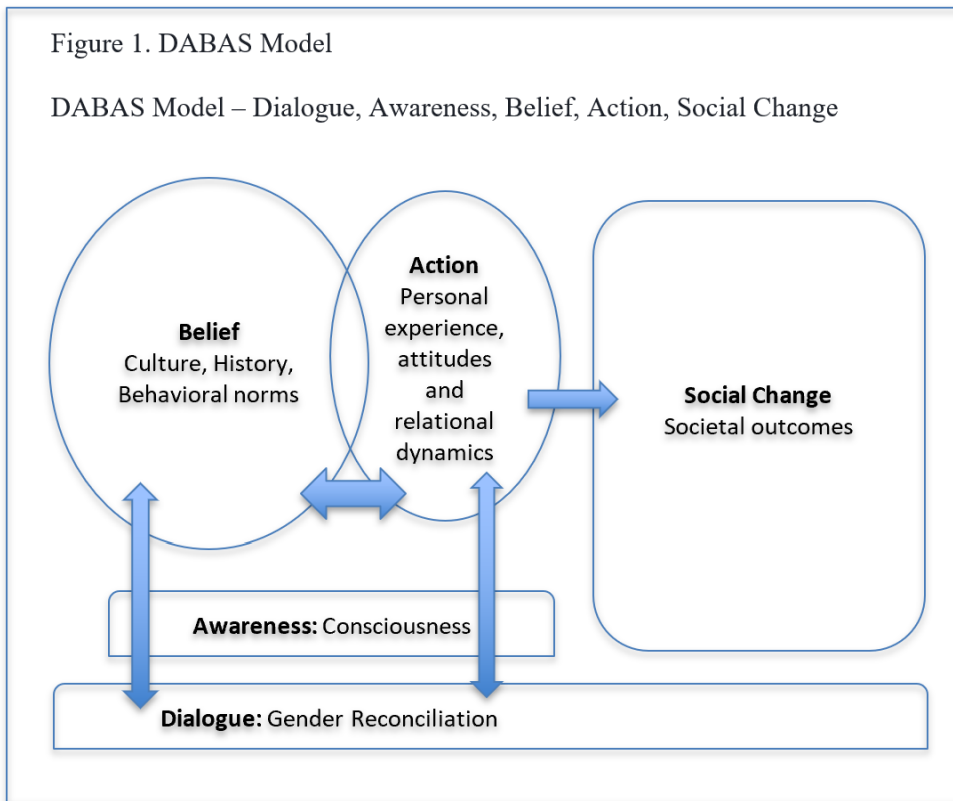 Figure 1. DABAS Model
DABAS Model – Dialogue, Awareness, Belief, Action, Social Change
Belief
Culture, History,
Behavioral norms
Action
Personal
experience,
attitudes
and
relational
dynamics
Social Change
Societal outcomes
Awareness: Consciousness
Dialogue: Gender Reconciliation